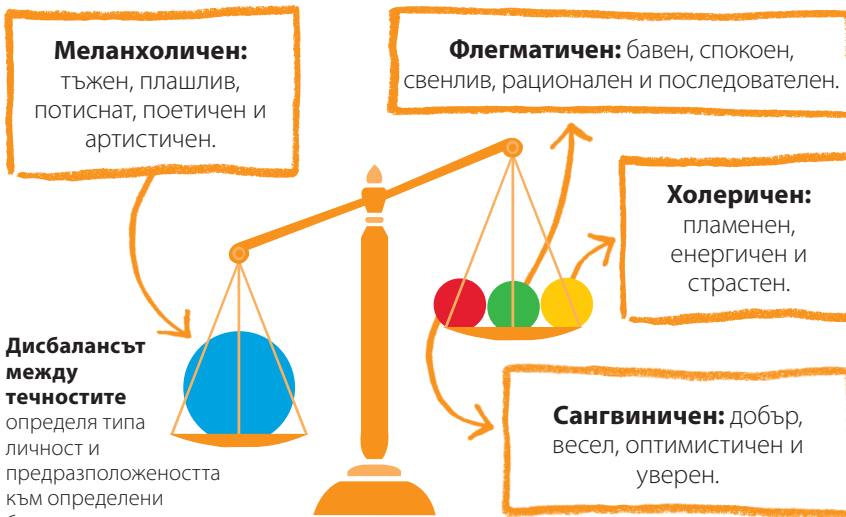 Меланхоличен:
тъжен, плашлив,
потиснат, поетичен и
артистичен.
Флегматичен: бавен, спокоен,
свенлив, рационален и последователен.
Холеричен:
пламенен,
енергичен и
страстен.
Дисбалансът
между
течностите
определя типа
личност и
предразположеността
към определени
Сангвиничен: добър,
весел, оптимистичен и
уверен.